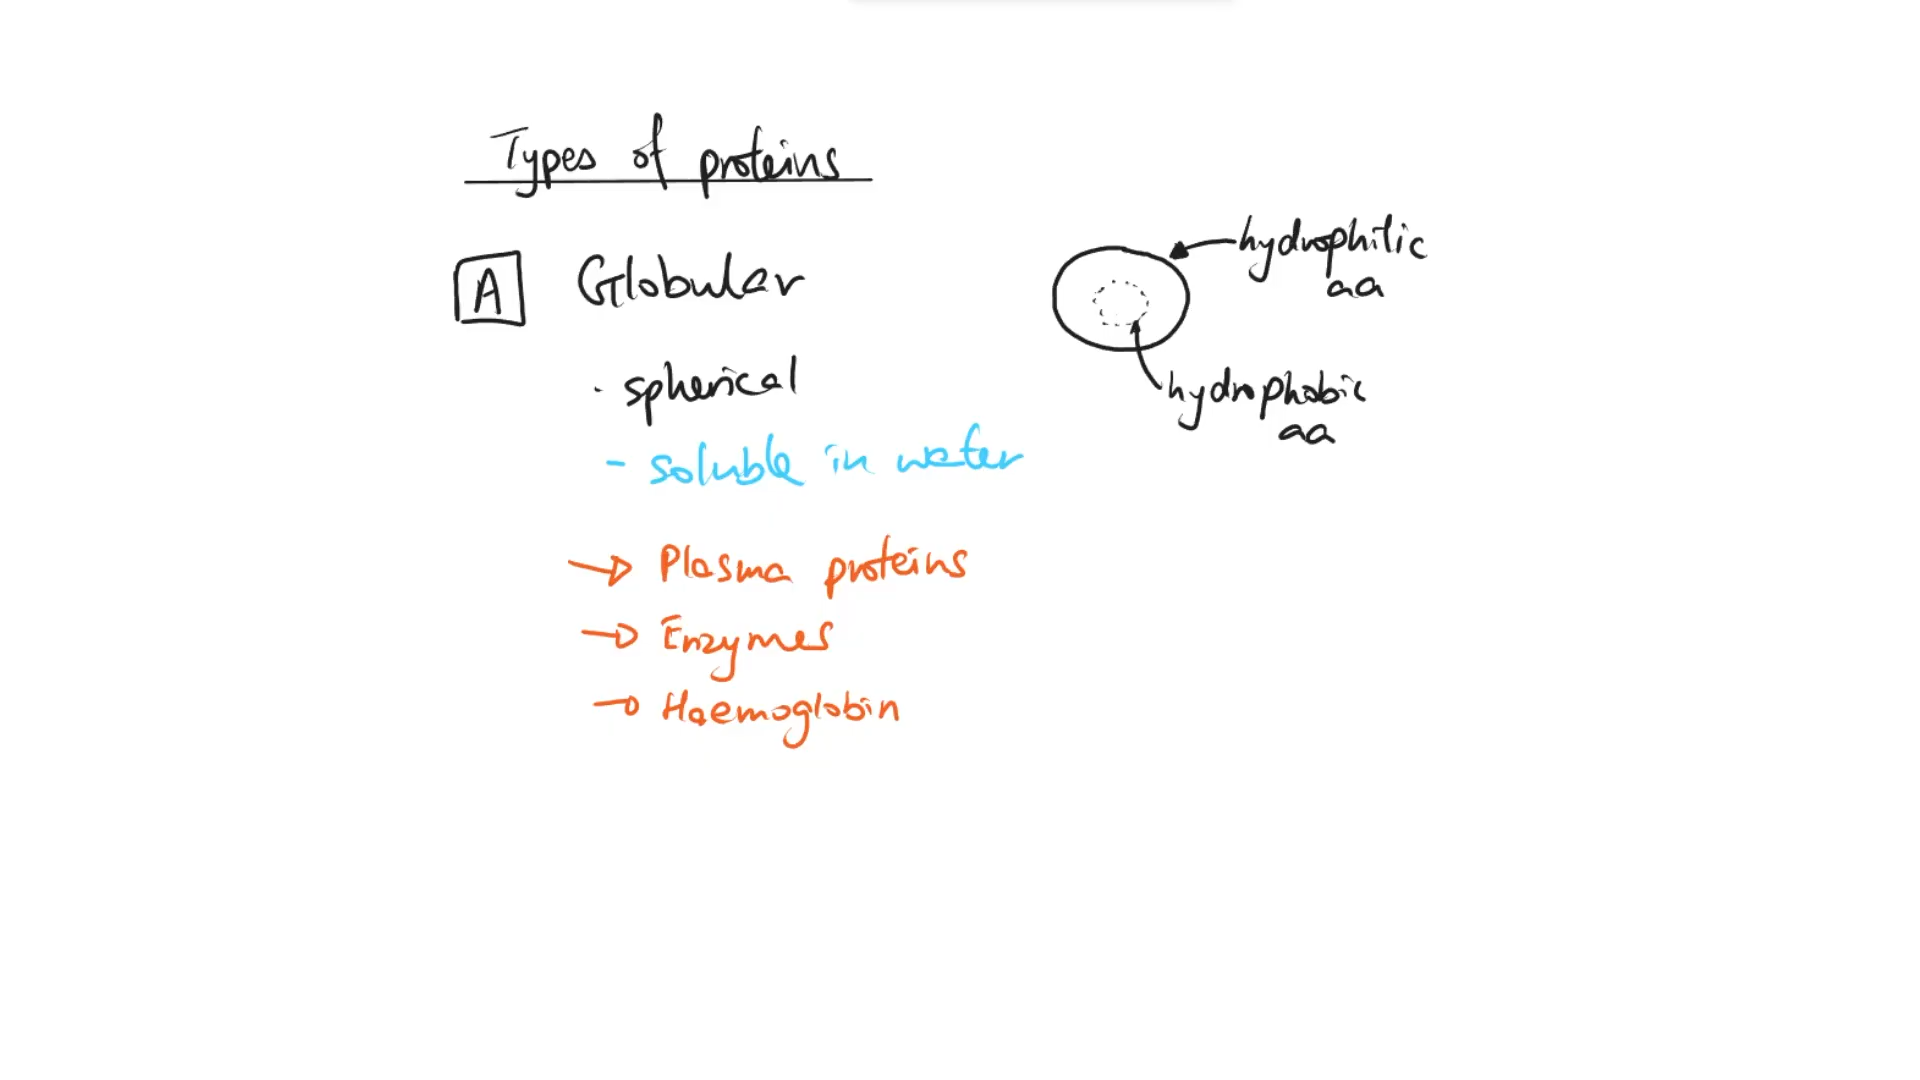 Types of proteins
A Globular
· spherical
- soluble in water
→ Plasma proteins
→ Enzymes
→ Haemoglobin
hydrophilic
aa
hydrophobic
aa